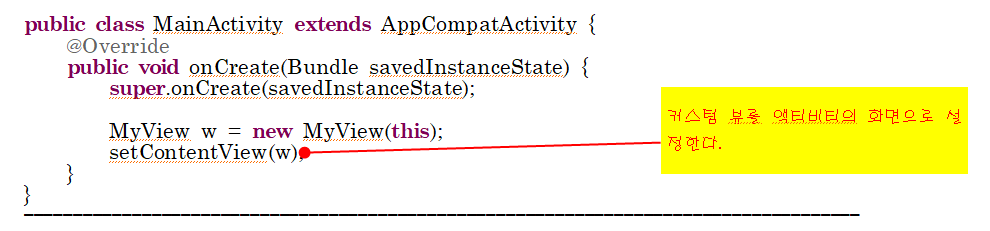 public class MainActivity extends AppCompatActivity {
@Override
public void onCreate(Bundle savedInstanceState) {
super.onCreate(savedInstanceState);
MyView w = new MyView(this);
setContentView(w);
}
}
커스텀 뷰를 액티비티의 화면으로 설
정한다.